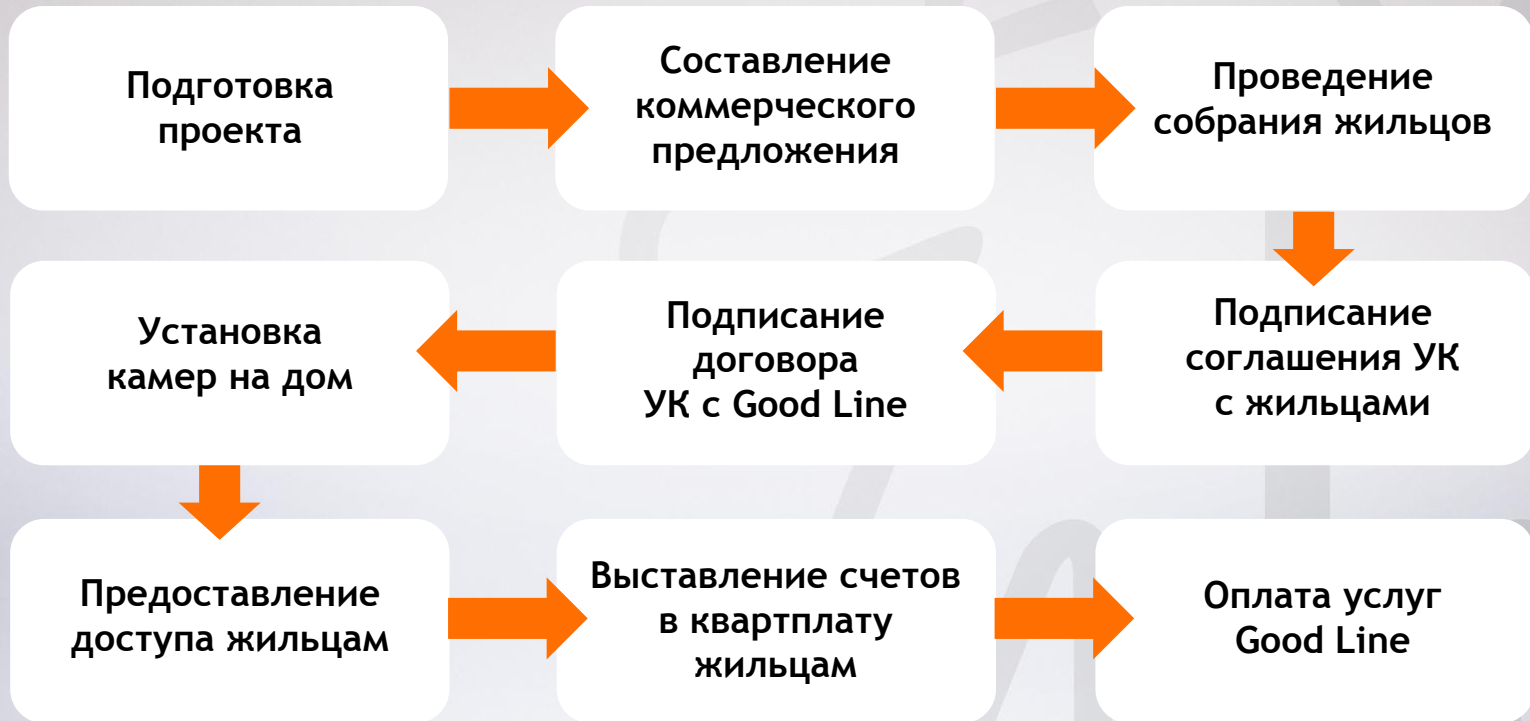 Подготовка
проекта
Составление
коммерческого
предложения
Проведение
собрания жильцов
Подписание
соглашения УК
с жильцами
Подписание
договора
УК с Good Line
Установка
камер на дом
Предоставление
доступа жильцам
Выставление счетов
в квартплату
жильцам
Оплата услуг
Good Line